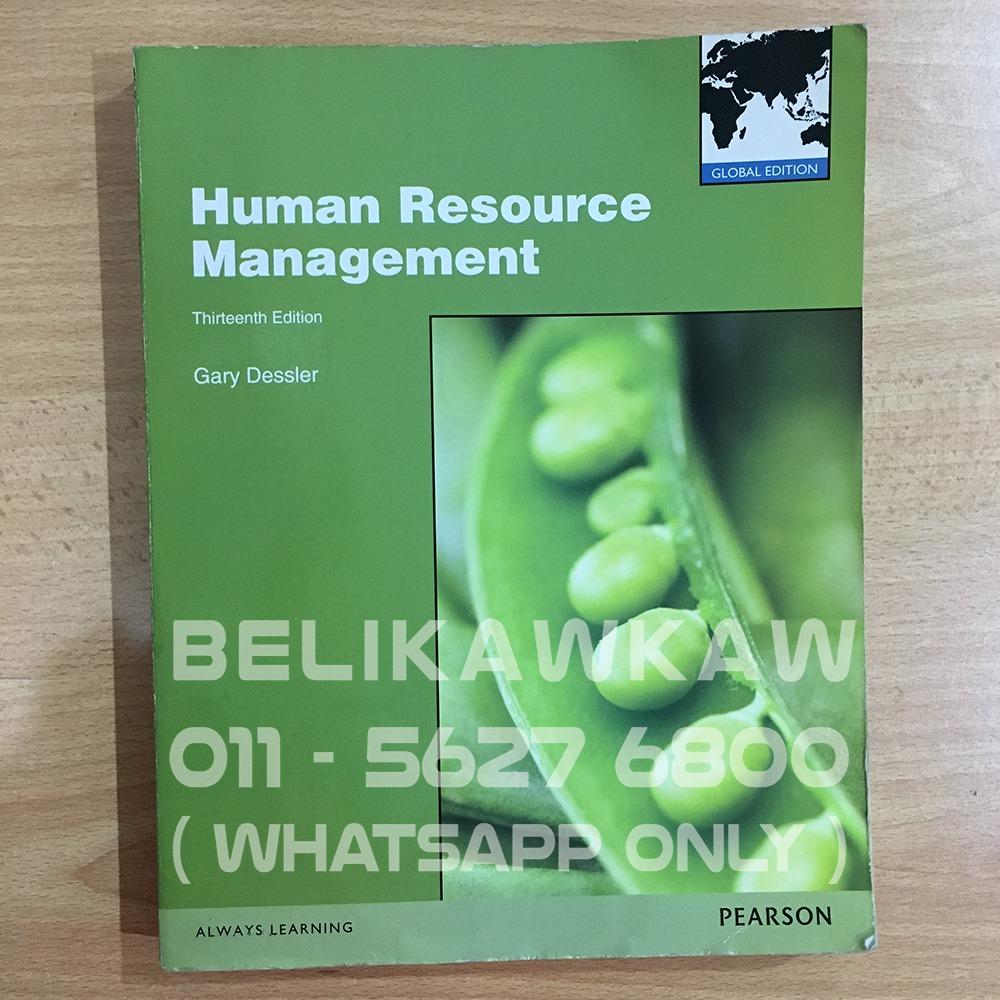 GLOBAL EDITION
Human Resource
Management
Thirteenth Edition
Gary Dessler
BELIKAWKAW
011 - 5627 6800
( WHATSAPP ONLY )
ALWAYS LEARNING
PEARSON